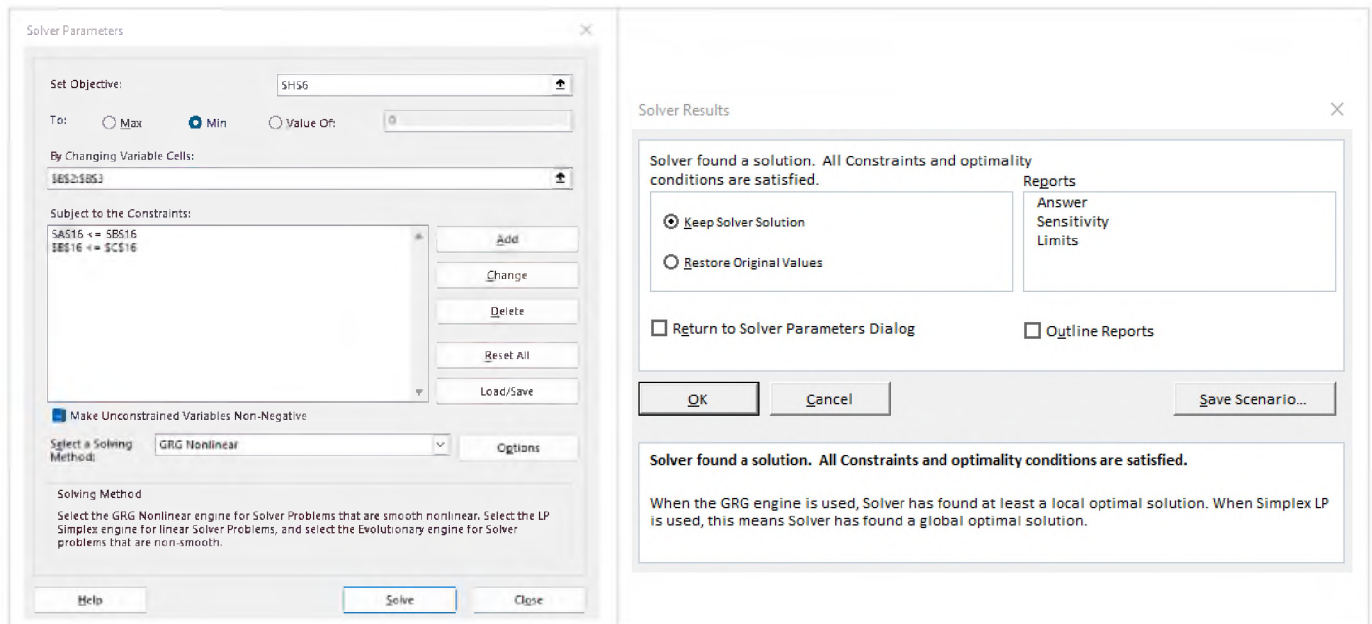 Solver Parameters
Set Objective:
$H$6
To:
Max
Min
Value Of:
0
By Changing Variable Cells:
$B$2:$B$3
Subject to the Constraints:
$A$16 <= $B$16
$B$16 <= $C$16
Add
Change
Delete
Reset All
Load/Save
Make Unconstrained Variables Non-Negative
Select a Solving
Method:
GRG Nonlinear
Options
Solving Method
Select the GRG Nonlinear engine for Solver Problems that are smooth nonlinear. Select the LP
Simplex engine for linear Solver Problems, and select the Evolutionary engine for Solver
problems that are non-smooth.
Help
Solve
Close
Solver Results
Solver found a solution. All Constraints and optimality
conditions are satisfied.
Keep Solver Solution
Restore Original Values
Reports
Answer
Sensitivity
Limits
Return to Solver Parameters Dialog
Outline Reports
OK
Cancel
Save Scenario...
Solver found a solution. All Constraints and optimality conditions are satisfied.
When the GRG engine is used, Solver has found at least a local optimal solution. When Simplex LP
is used, this means Solver has found a global optimal solution.